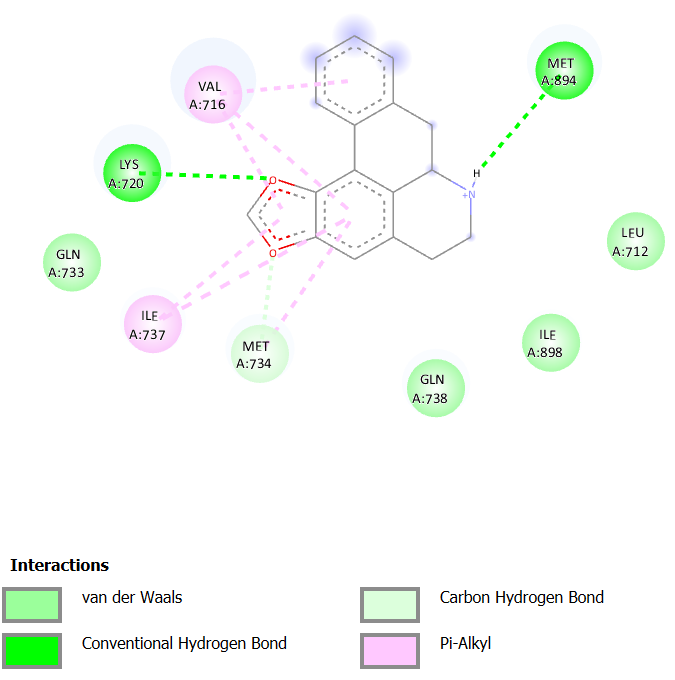 VAL
A:716
MET
A:894
LYS
A:720
H
O
+N
LEU
A:712
GLN
A:733
O
ILE
A:737
MET
A:734
ILE
A:898
GLN
A:738
Interactions
van der Waals
Carbon Hydrogen Bond
Conventional Hydrogen Bond
Pi-Alkyl